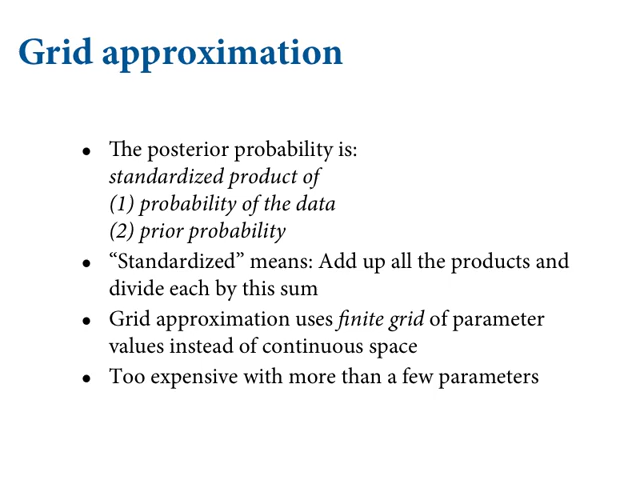 Grid approximation
• The posterior probability is:
standardized product of
(1) probability of the data
(2) prior probability
• “Standardized” means: Add up all the products and
divide each by this sum
• Grid approximation uses finite grid of parameter
values instead of continuous space
• Too expensive with more than a few parameters